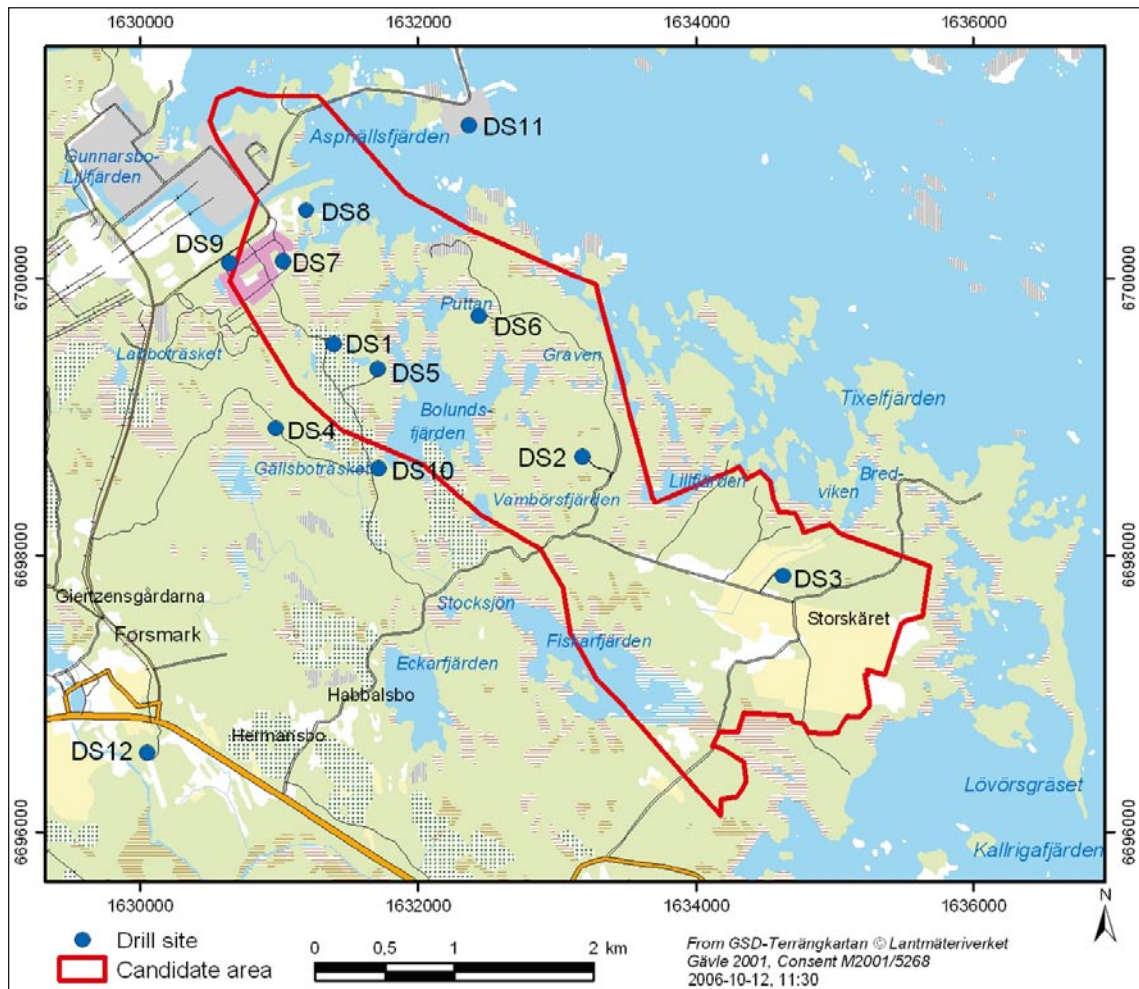 1630000 1632000 1634000 1636000
6700000
6698000
6696000
6700000
6698000
6696000
Asphällsfjärden
DS11
Gunnarsbo-
Lillfjärden
DS8
DS9
DS7
Puttan
DS6
Labboträsket
DS1
Graven
DS5
Tixelfjärden
Bolunds-
fjärden
DS4
Gällsboträsket
DS10
DS2
Lillfjärden
Bred-
viken
Vambörsfjärden
DS3
Giertzensgårdarna
Stocksjön
Storskäret
Forsmark
Fiskarfjärden
Eckarfjärden
Habbalsbo
Hermansbo
DS12
Lövörsgräset
Kallrigafjärden
1630000 1632000 1634000 1636000
N
Drill site
Candidate area
0 0,5 1 2 km
From GSD-Terrängkartan © Lantmäteriverket
Gävle 2001, Consent M2001/5268
2006-10-12, 11:30